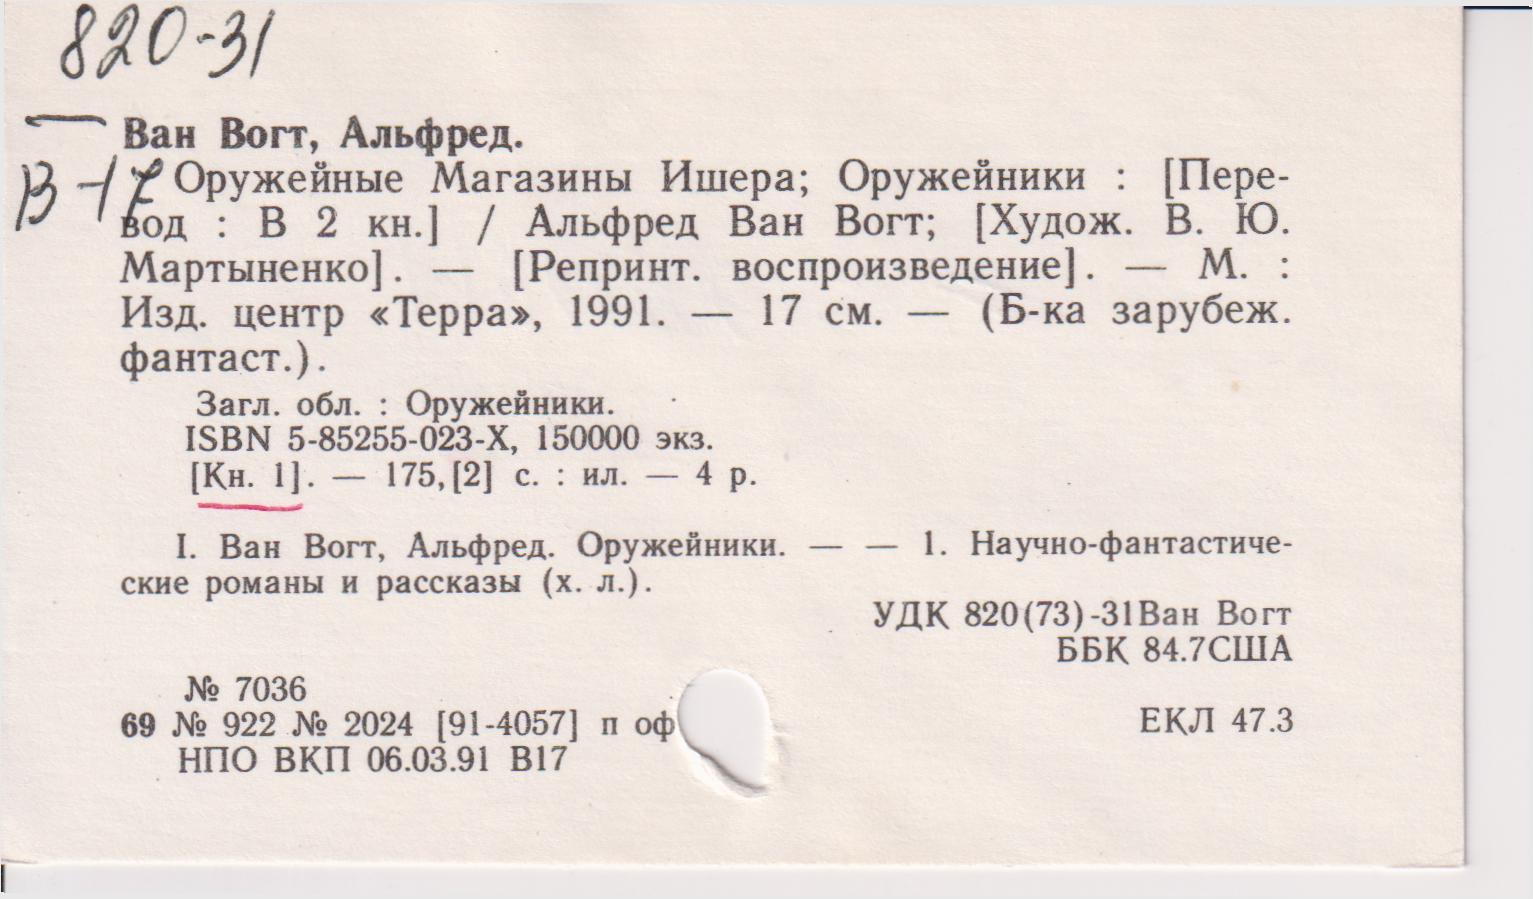 820-31
В-17
Ван Вогт, Альфред.
Оружейные Магазины Ишера; Оружейники : [Пере-
вод : В 2 кн.] / Альфред Ван Вогт; [Худож. В. Ю.
Мартыненко]. — [Репринт. воспроизведение]. — М. :
Изд. центр «Терра», 1991. — 17 см. — (Б-ка зарубеж.
фантаст.).
Загл. обл. : Оружейники.
ISBN 5-85255-023-X, 150000 экз.
[Кн. 1]. — 175,[2] с. : ил. — 4 р.
I. Ван Вогт, Альфред. Оружейники. — — 1. Научно-фантастиче-
ские романы и рассказы (х. л.).
УДК 820(73)-31Ван Вогт
ББК 84.7США
№ 7036
69 № 922 № 2024 [91-4057] п оф
ЕКЛ 47.3
НПО ВКП 06.03.91 В17